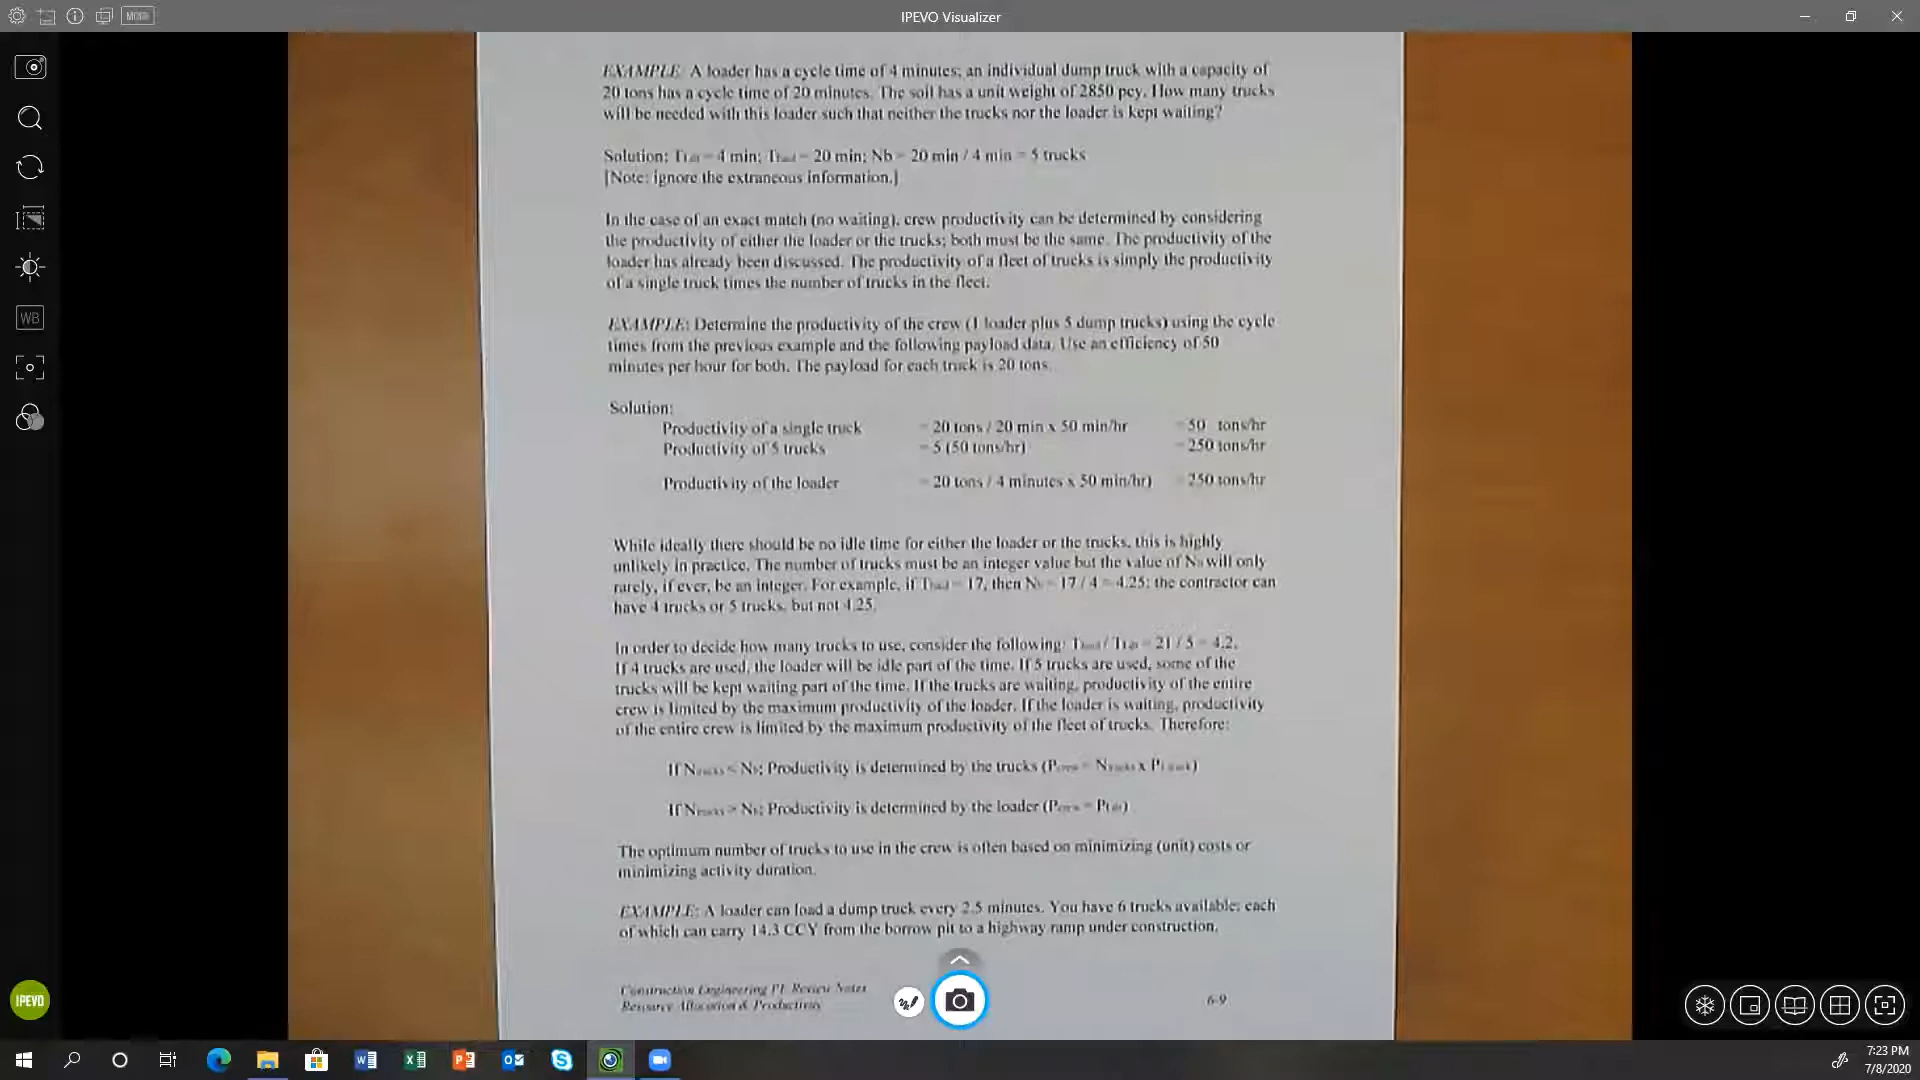 MORE
IPEVO Visualizer
EXAMPLE A loader has a cycle time of 4 minutes; an individual dump truck with a capacity of
20 tons has a cycle time of 20 minutes. The soil has a unit weight of 2850 pcy. How many trucks
will be needed with this loader such that neither the trucks nor the loader is kept waiting?
Solution: = 4 min; = 20 min; Nb = 20 min / 4 min = 5 trucks
[Note: ignore the extraneous information.]
In the case of an exact match (no waiting), crew productivity can be determined by considering
the productivity of either the loader or the trucks; both must be the same. The productivity of the
loader has already been discussed. The productivity of a fleet of trucks is simply the productivity
of a single truck times the number of trucks in the fleet.
EXAMPLE: Determine the productivity of the crew (1 loader plus 5 dump trucks) using the cycle
times from the previous example and the following payload data. Use an efficiency of 50
minutes per hour for both. The payload for each truck is 20 tons.
Solution:
Productivity of a single truck = 20 tons / 20 min x 50 min/hr = 50 tons/hr
Productivity of 5 trucks = 5 (50 tons/hr) = 250 tons/hr
Productivity of the loader = 20 tons / 4 minutes x 50 min/hr) = 250 tons/hr
While ideally there should be no idle time for either the loader or the trucks, this is highly
unlikely in practice. The number of trucks must be an integer value but the value of Nb will only
rarely, if ever, be an integer. For example, if = 17, then Nb = 17 / 4 = 4.25; the contractor can
have 4 trucks or 5 trucks, but not 4.25.
In order to decide how many trucks to use, consider the following: = 21 / 5 = 4.2.
If 4 trucks are used, the loader will be idle part of the time. If 5 trucks are used, some of the
trucks will be kept waiting part of the time. If the trucks are waiting, productivity of the entire
crew is limited by the maximum productivity of the loader. If the loader is waiting, productivity
of the entire crew is limited by the maximum productivity of the fleet of trucks. Therefore:
If Ntrucks < Nb; Productivity is determined by the trucks (Pcrew = Ntrucks x
If Ntrucks > Nb; Productivity is determined by the loader (Pcrew =
The optimum number of trucks to use in the crew is often based on minimizing (unit) costs or
minimizing activity duration.
EXAMPLE: A loader can load a dump truck every 2.5 minutes. You have 6 trucks available; each
of which can carry 14.3 CCY from the borrow pit to a highway ramp under construction.
Construction Engineering PE Review Notes
Resource Allocation & Productivity
6-9
WB
IPEVO
7:23 PM
7/8/2020